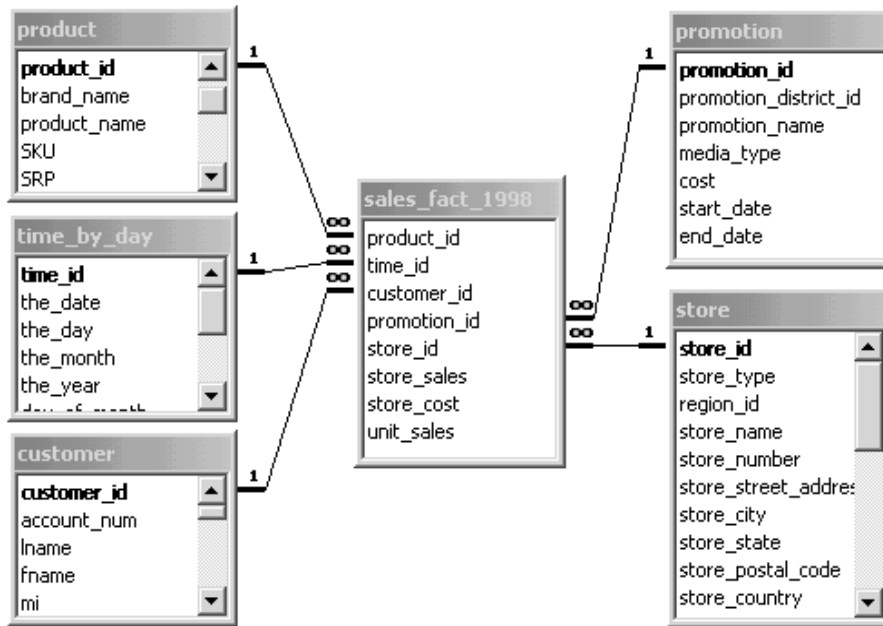 product
product_id
brand_name
product_name
SKU
SRP
time_by_day
time_id
the_date
the_day
the_month
the_year
day_of_month
customer
customer_id
account_num
lname
fname
mi
1
1
1
∞
∞
∞
sales_fact_1998
product_id
time_id
customer_id
promotion_id
store_id
store_sales
store_cost
unit_sales
∞
∞
1
1
promotion
promotion_id
promotion_district_id
promotion_name
media_type
cost
start_date
end_date
store
store_id
store_type
region_id
store_name
store_number
store_street_addres
store_city
store_state
store_postal_code
store_country